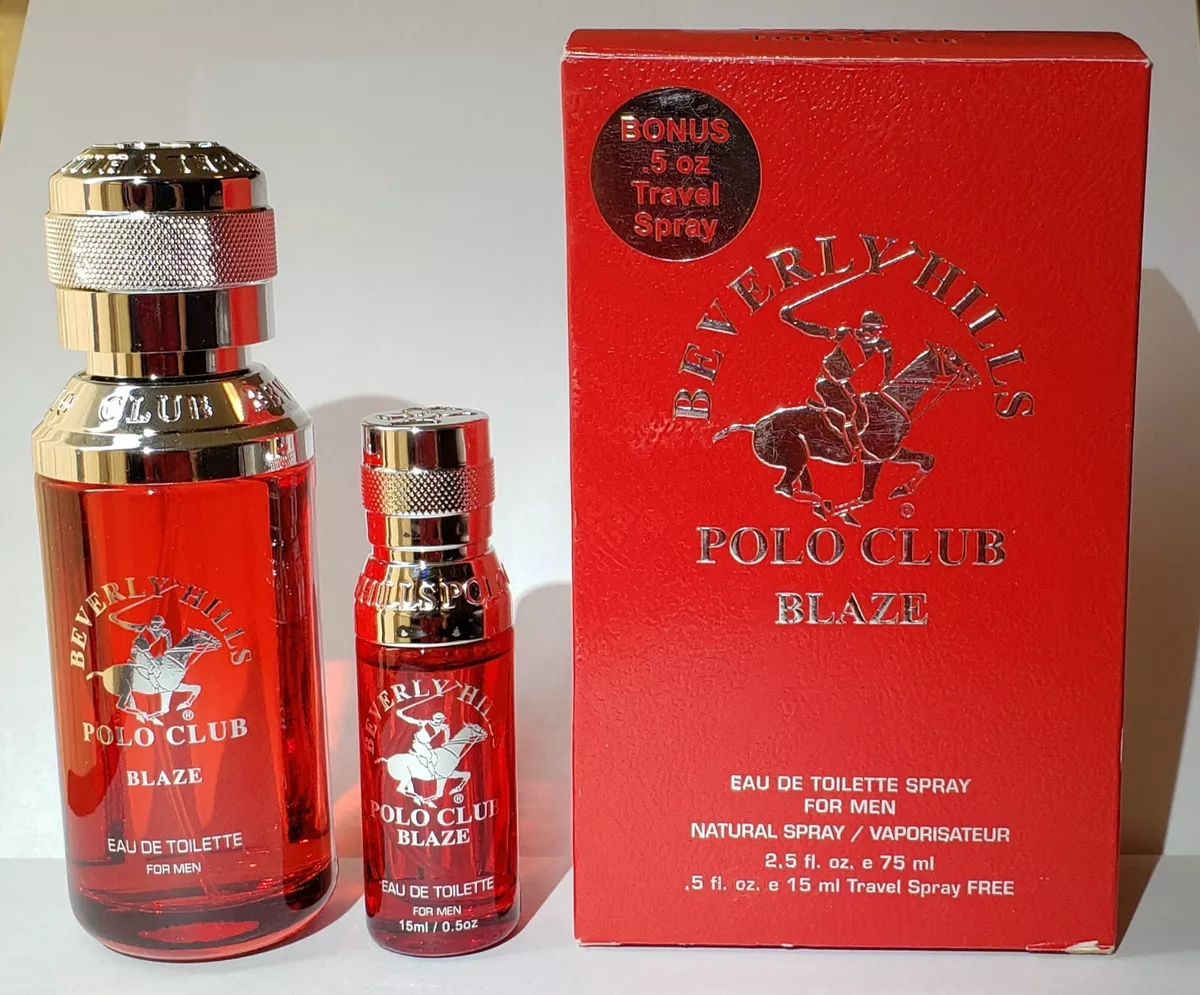 CLUB
BEVERLY HILLS
®
POLO CLUB
BLAZE
EAU DE TOILETTE
FOR MEN
HILLS POLO
BEVERLY HILLS
®
POLO CLUB
BLAZE
EAU DE TOILETTE
FOR MEN
15ml / 0.5oz
POLO CLUB
BONUS
.5 oz
Travel
Spray
BEVERLY HILLS
®
POLO CLUB
BLAZE
EAU DE TOILETTE SPRAY
FOR MEN
NATURAL SPRAY / VAPORISATEUR
2.5 fl. oz. e 75 ml
.5 fl. oz. e 15 ml Travel Spray FREE